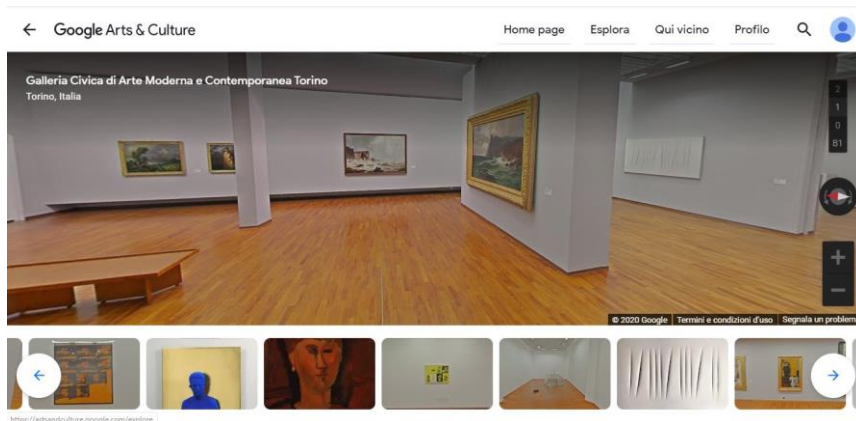 Google Arts & Culture
Home page Esplora Qui vicino Profilo
Galleria Civica di Arte Moderna e Contemporanea Torino
Torino, Italia
2
1
0
B1
© 2020 Google Termini e condizioni d'uso Segnala un problem
https://artsandculture.google.com/explore